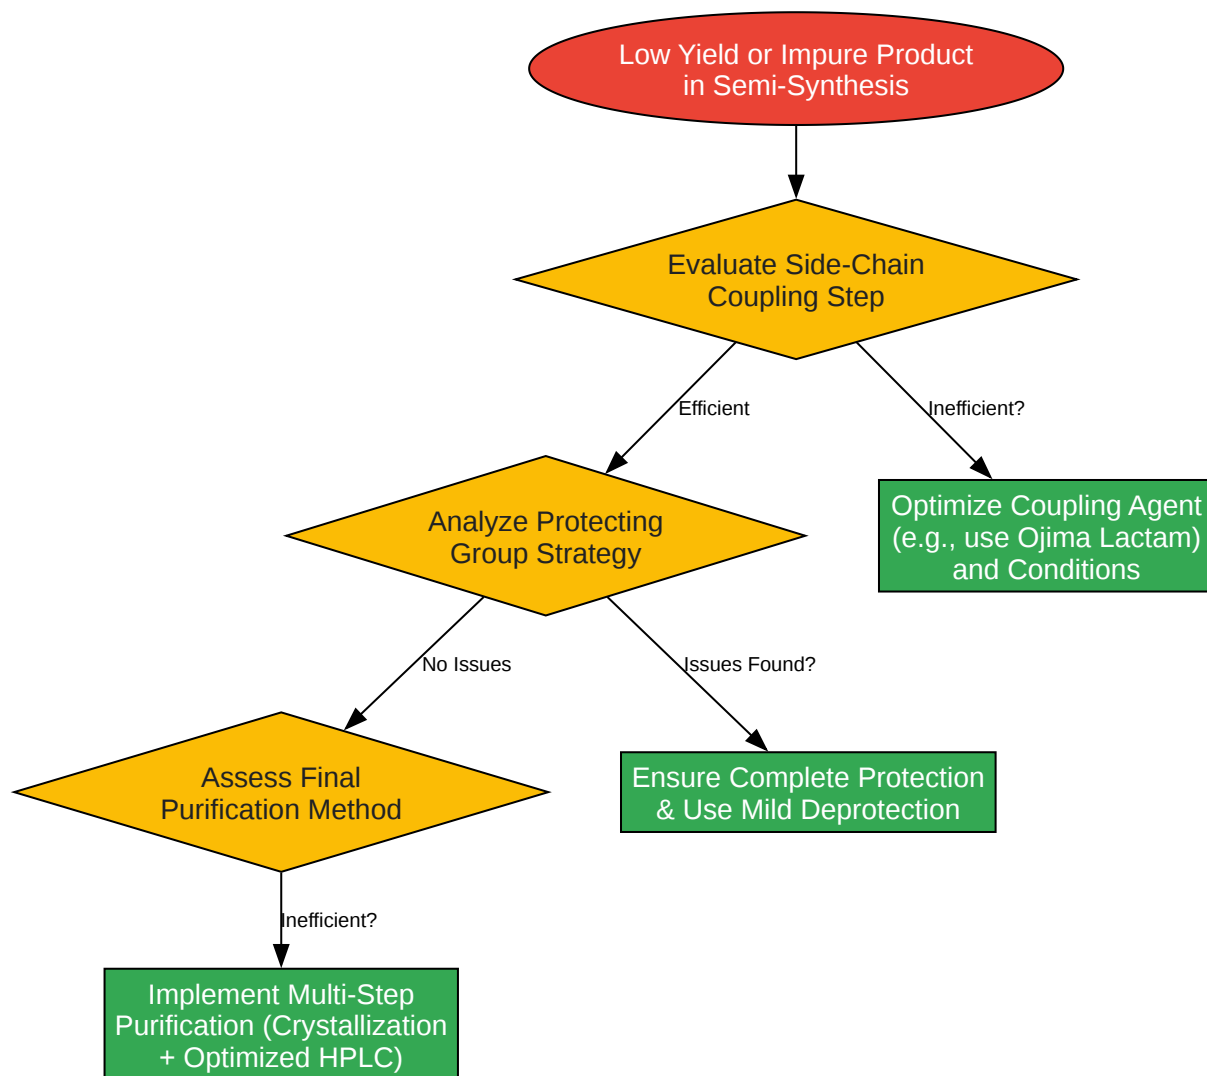 Low Yield or Impure Product
in Semi-Synthesis
Evaluate Side-Chain
Coupling Step
Efficient
Inefficient?
Analyze Protecting
Group Strategy
Optimize Coupling Agent
(e.g., use Ojima Lactam)
and Conditions
No Issues
Issues Found?
Assess Final
Purification Method
Ensure Complete Protection
& Use Mild Deprotection
Inefficient?
Implement Multi-Step
Purification (Crystallization
+ Optimized HPLC)